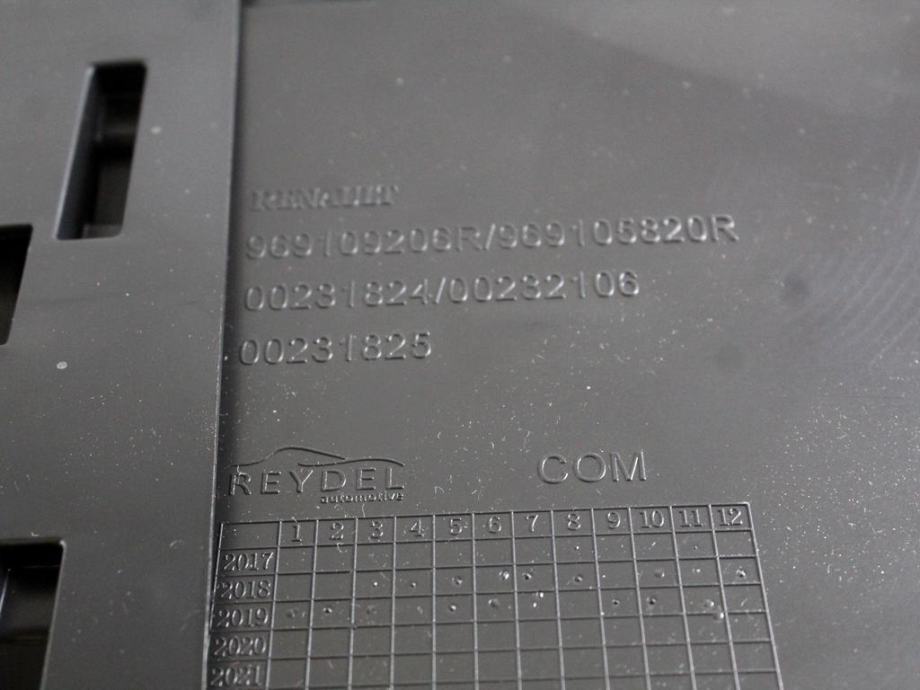 RENAULT
969109206R/969105820R
00231824/00232106
00231825
REYDEL
automotive
COM
1 2 3 4 5 6 7 8 9 10 11 12
2017
2018
2019
2020
2021